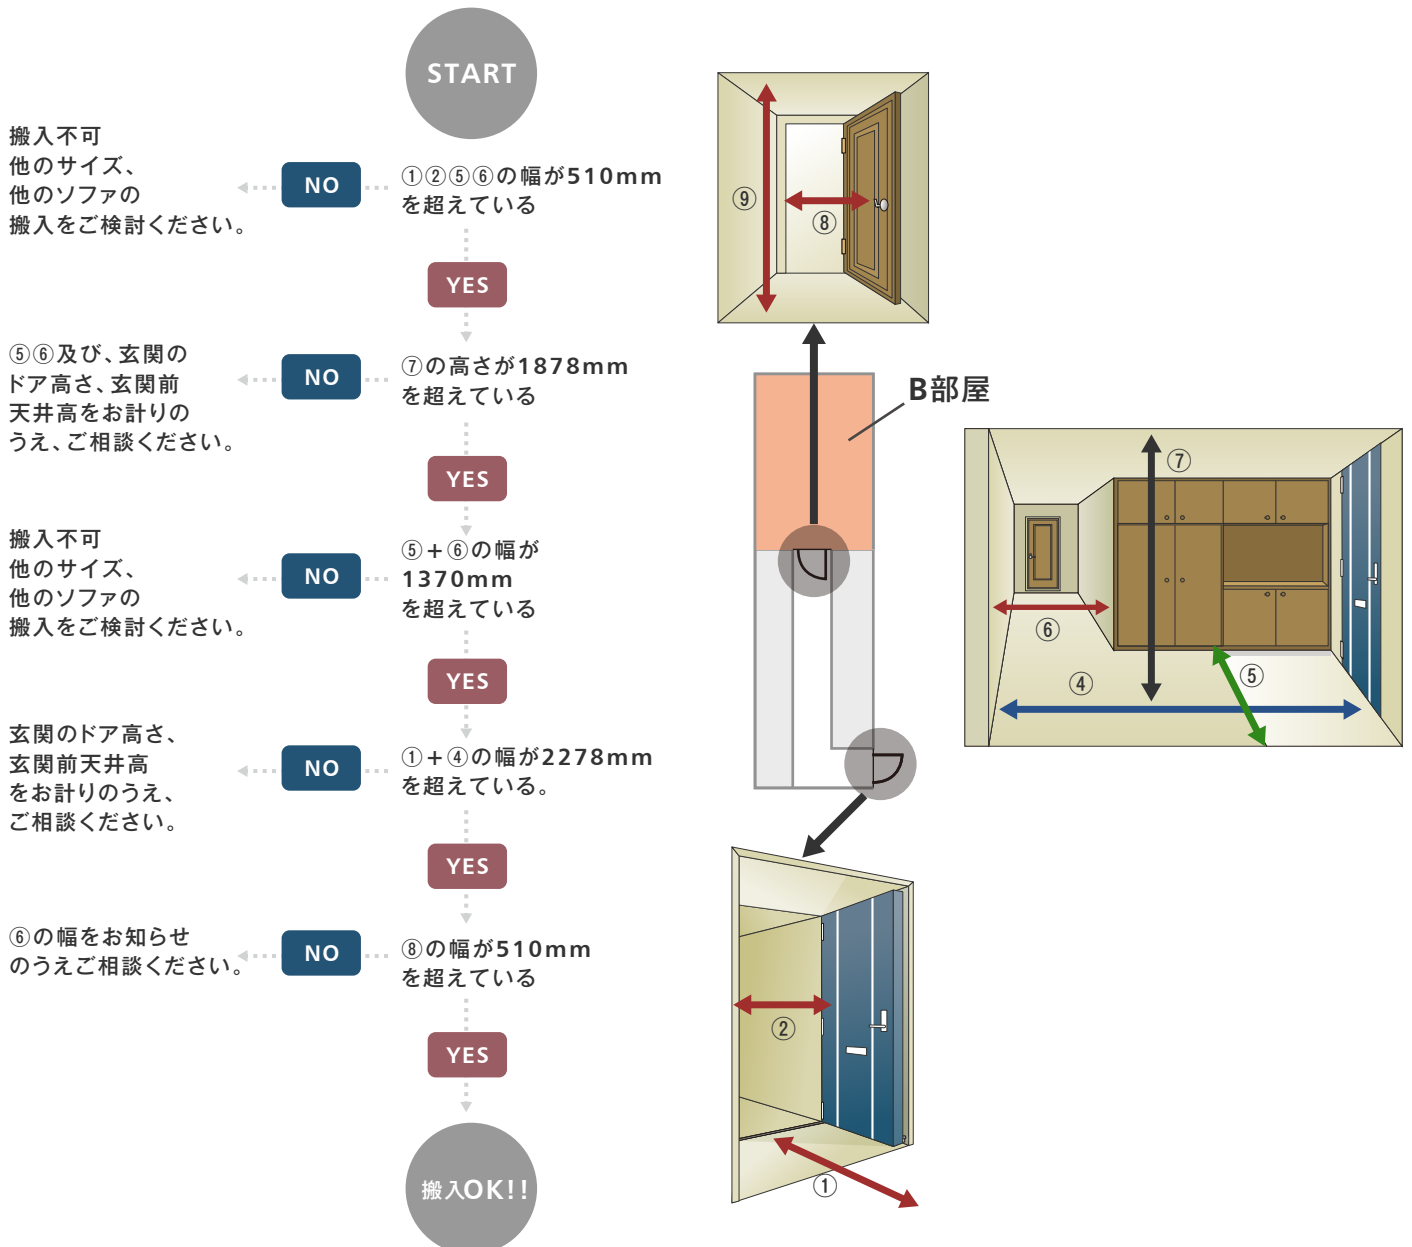 START
①②⑤⑥の幅が510mm
を超えている
NO
搬入不可
他のサイズ、
他のソファの
搬入をご検討ください。
YES
⑦の高さが1878mm
を超えている
NO
⑤⑥及び、玄関の
ドア高さ、玄関前
天井高をお計りの
うえ、ご相談ください。
YES
⑤+⑥の幅が
1370mm
を超えている
NO
搬入不可
他のサイズ、
他のソファの
搬入をご検討ください。
YES
①+④の幅が2278mm
を超えている。
NO
玄関のドア高さ、
玄関前天井高
をお計りのうえ、
ご相談ください。
YES
⑧の幅が510mm
を超えている
NO
⑥の幅をお知らせ
のうえご相談ください。
YES
搬入OK!!
⑨
⑧
B部屋
⑦
⑥
④
⑤
②
①